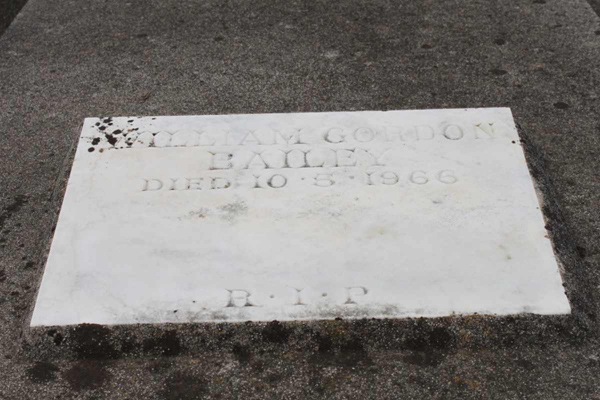 WILLIAM GORDON
BAILEY
DIED 10·5·1966
R·I·P